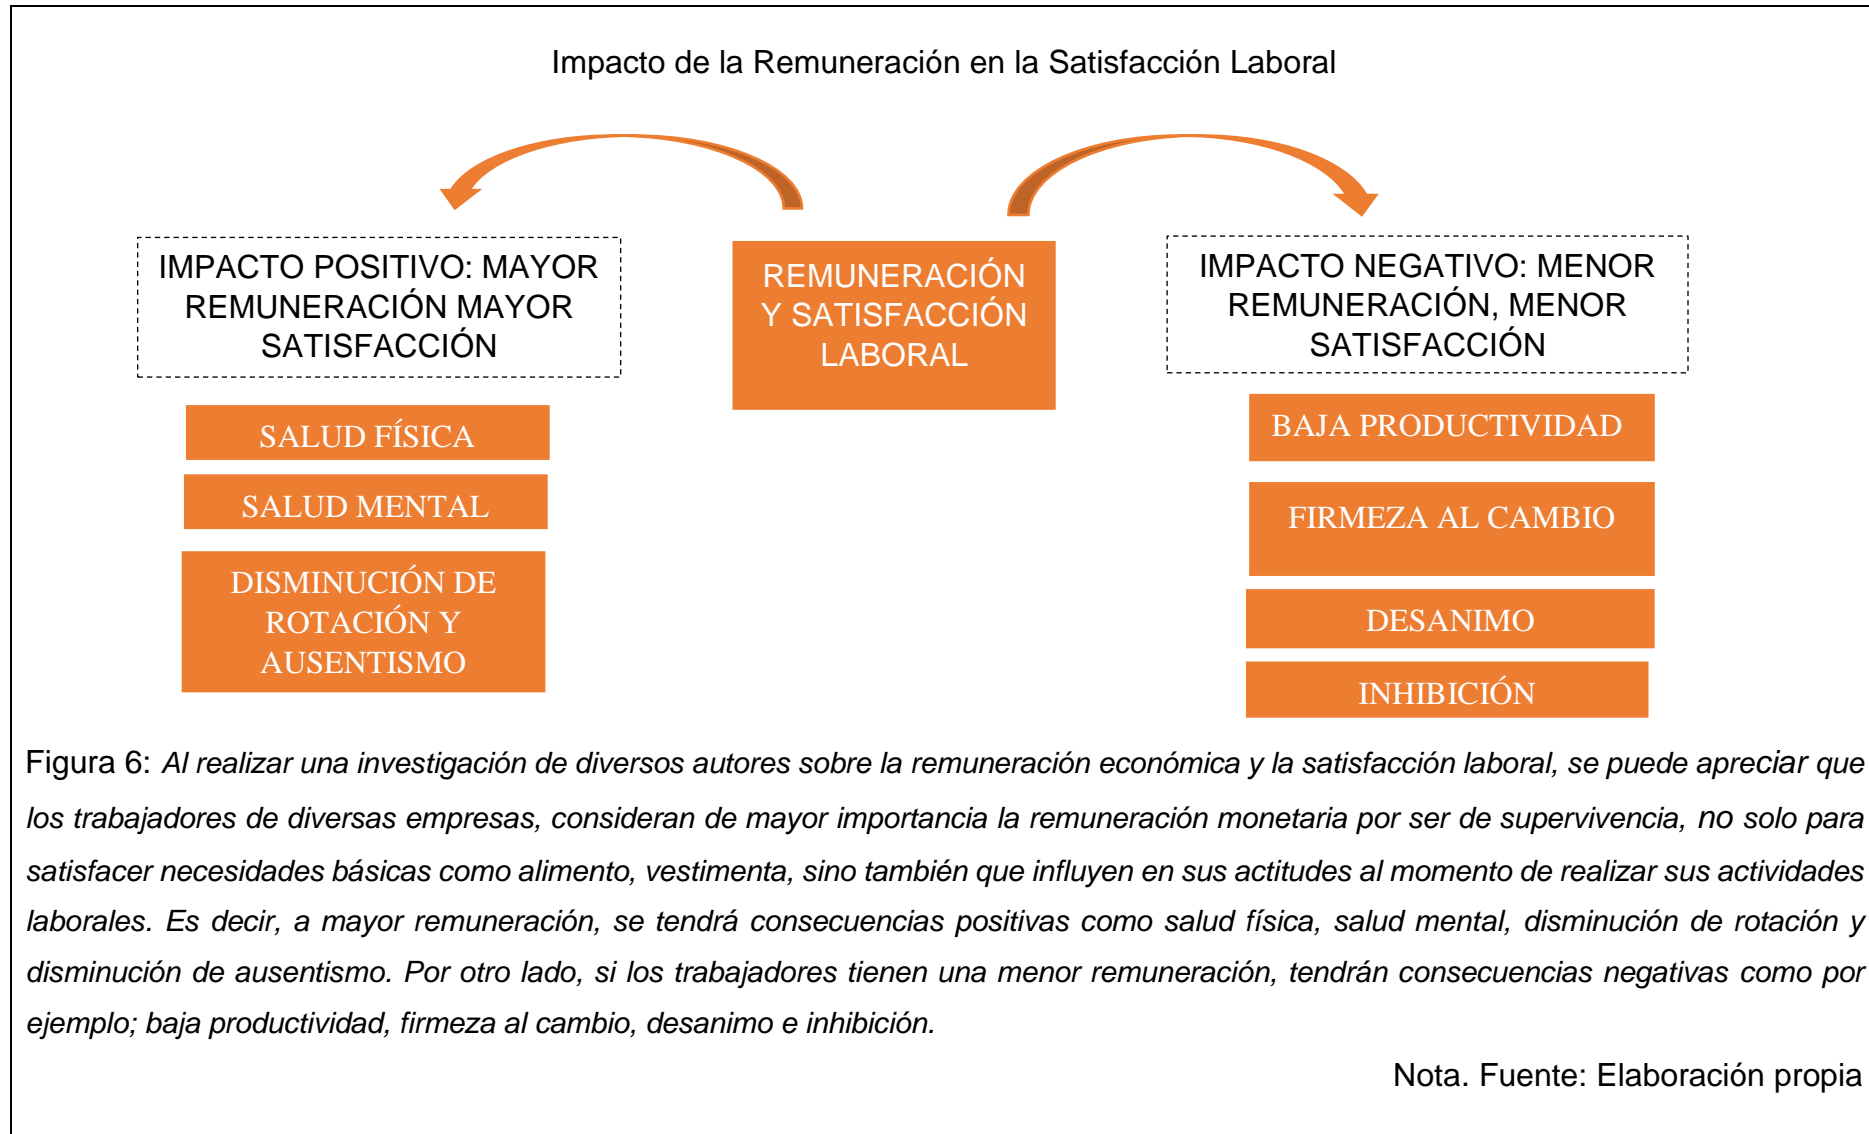 Impacto de la Remuneración en la Satisfacción Laboral
IMPACTO POSITIVO: MAYOR
REMUNERACIÓN MAYOR
SATISFACCIÓN
SALUD FÍSICA
SALUD MENTAL
DISMINUCIÓN DE
ROTACIÓN Y
AUSENTISMO
REMUNERACIÓN
Y SATISFACCIÓN
LABORAL
IMPACTO NEGATIVO: MENOR
REMUNERACIÓN, MENOR
SATISFACCIÓN
BAJA PRODUCTIVIDAD
FIRMEZA AL CAMBIO
DESANIMO
INHIBICIÓN
Figura 6: Al realizar una investigación de diversos autores sobre la remuneración económica y la satisfacción laboral, se puede apreciar que
los trabajadores de diversas empresas, consideran de mayor importancia la remuneración monetaria por ser de supervivencia, no solo para
satisfacer necesidades básicas como alimento, vestimenta, sino también que influyen en sus actitudes al momento de realizar sus actividades
laborales. Es decir, a mayor remuneración, se tendrá consecuencias positivas como salud física, salud mental, disminución de rotación y
disminución de ausentismo. Por otro lado, si los trabajadores tienen una menor remuneración, tendrán consecuencias negativas como por
ejemplo; baja productividad, firmeza al cambio, desanimo e inhibición.
Nota. Fuente: Elaboración propia